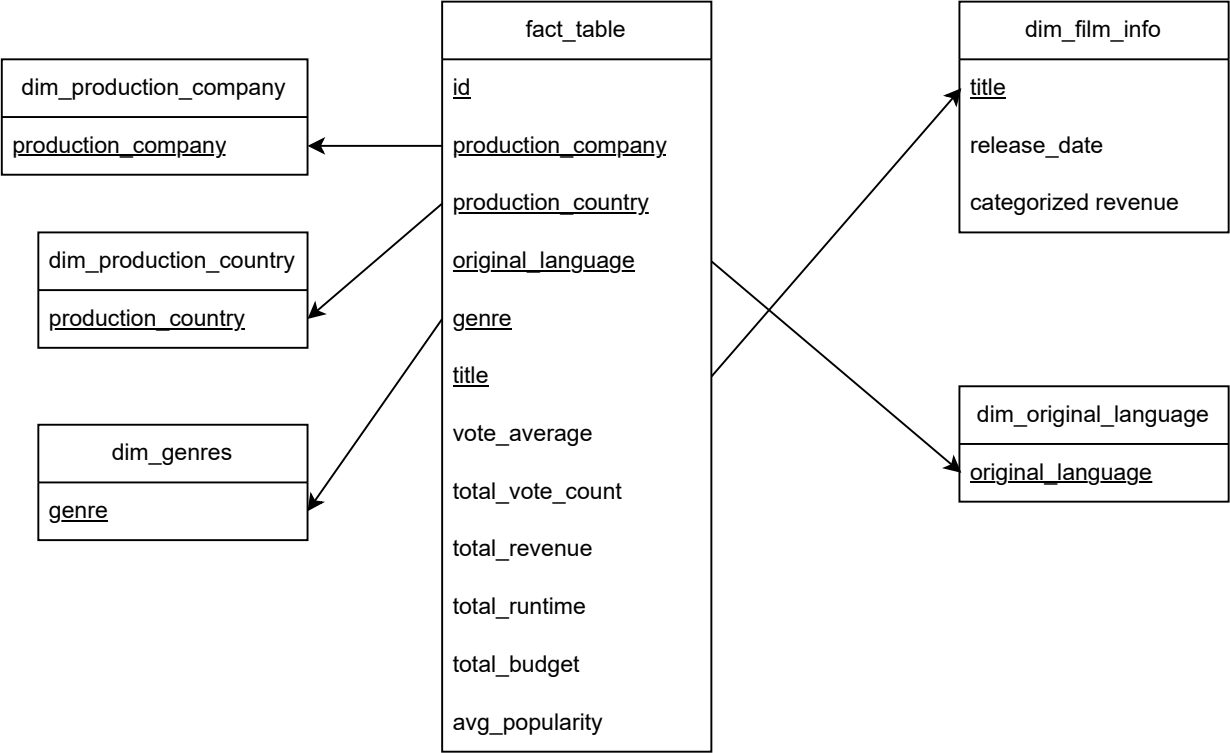 dim_production_company
production_company
dim_production_country
production_country
dim_genres
genre
fact_table
id
production_company
production_country
original_language
genre
title
vote_average
total_vote_count
total_revenue
total_runtime
total_budget
avg_popularity
dim_film_info
title
release_date
categorized revenue
dim_original_language
original_language